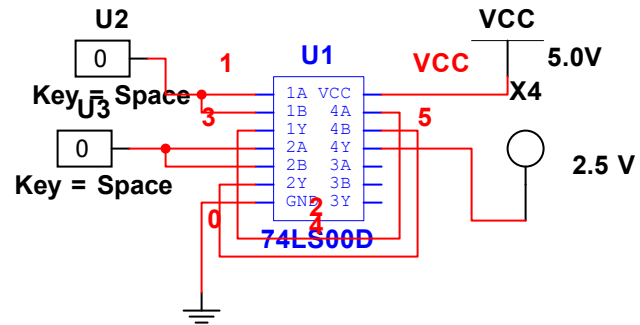 U2
VCC
0
1
U1
VCC
5.0V
Key = Space
U3
3
1A VCC
1B 4A
1Y 4B
2A 4Y
2B 3A
2Y 3B
GND 3Y
5
X4
0
2.5 V
Key = Space
0
2
4
74LS00D